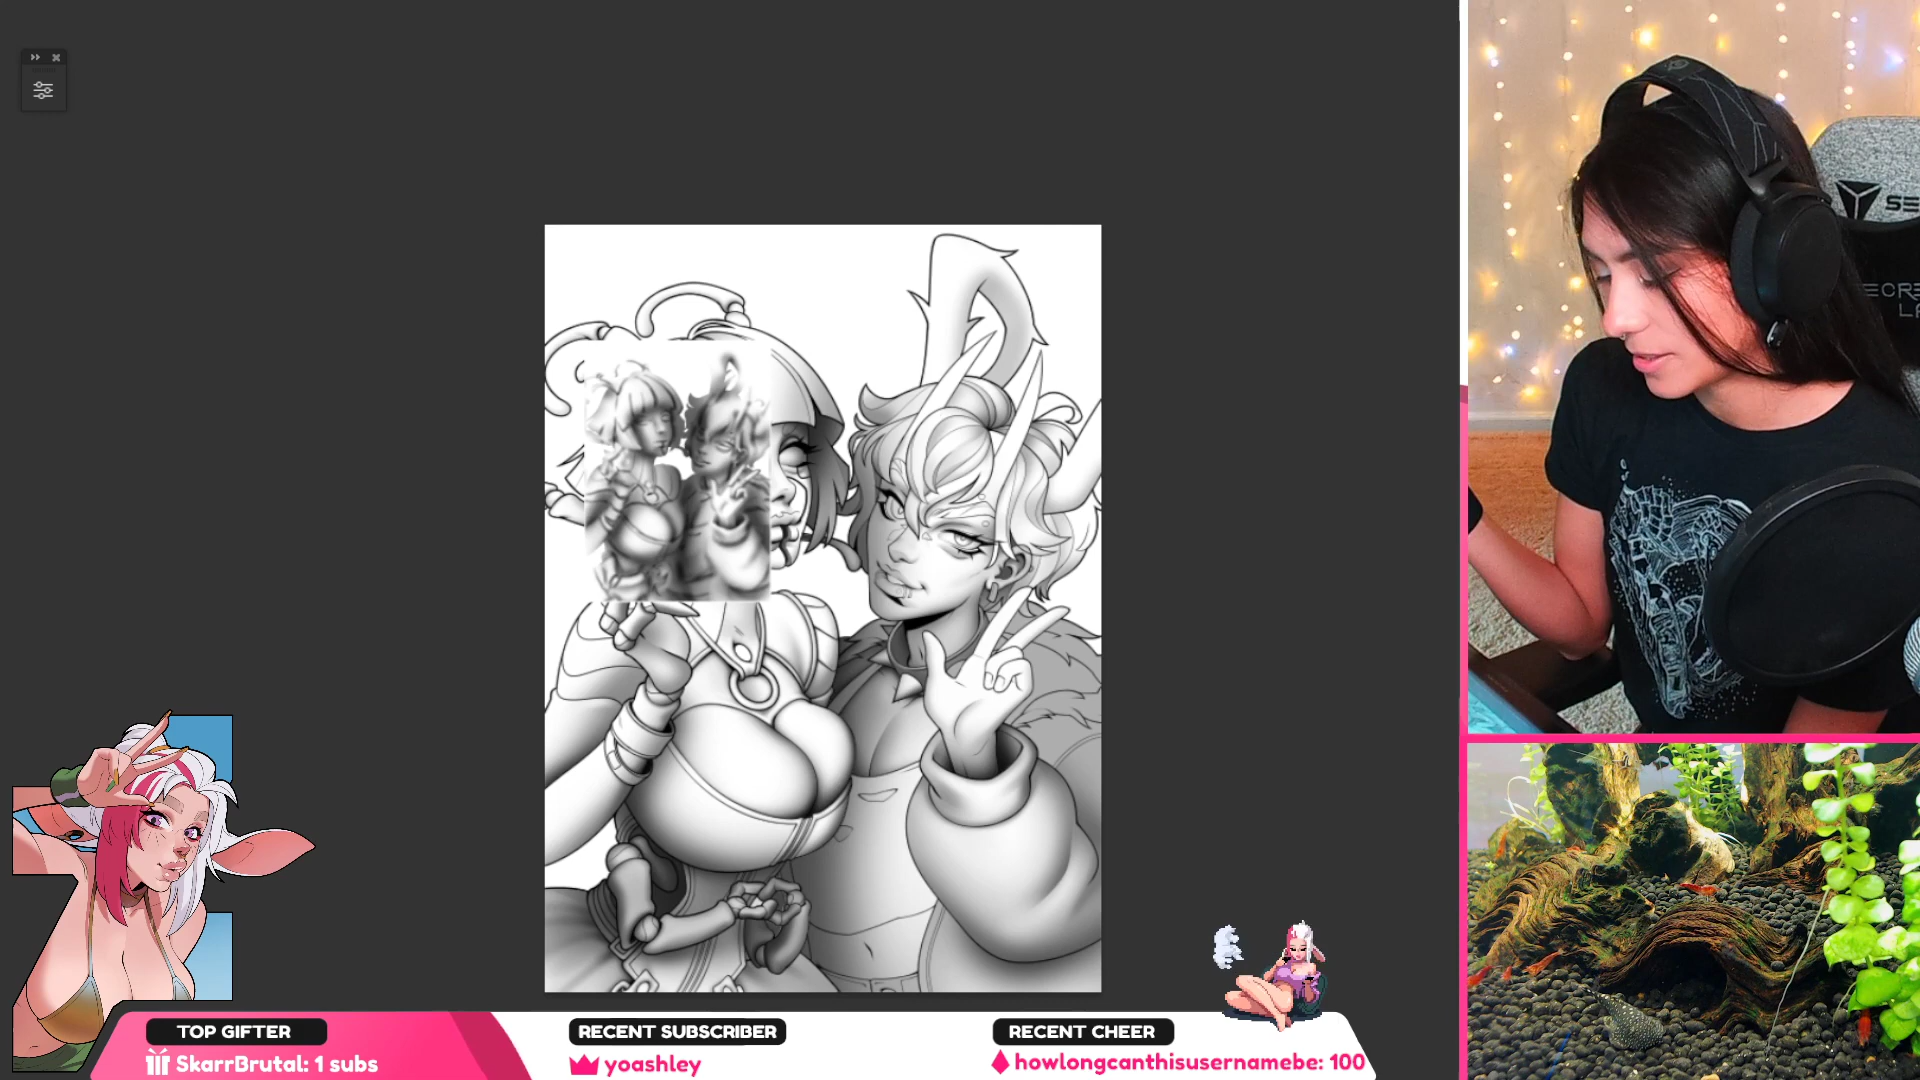 TOP GIFTER
SkarrBrutal: 1 subs
RECENT SUBSCRIBER
yoashley
RECENT CHEER
howlongcanthisusernamebe: 100